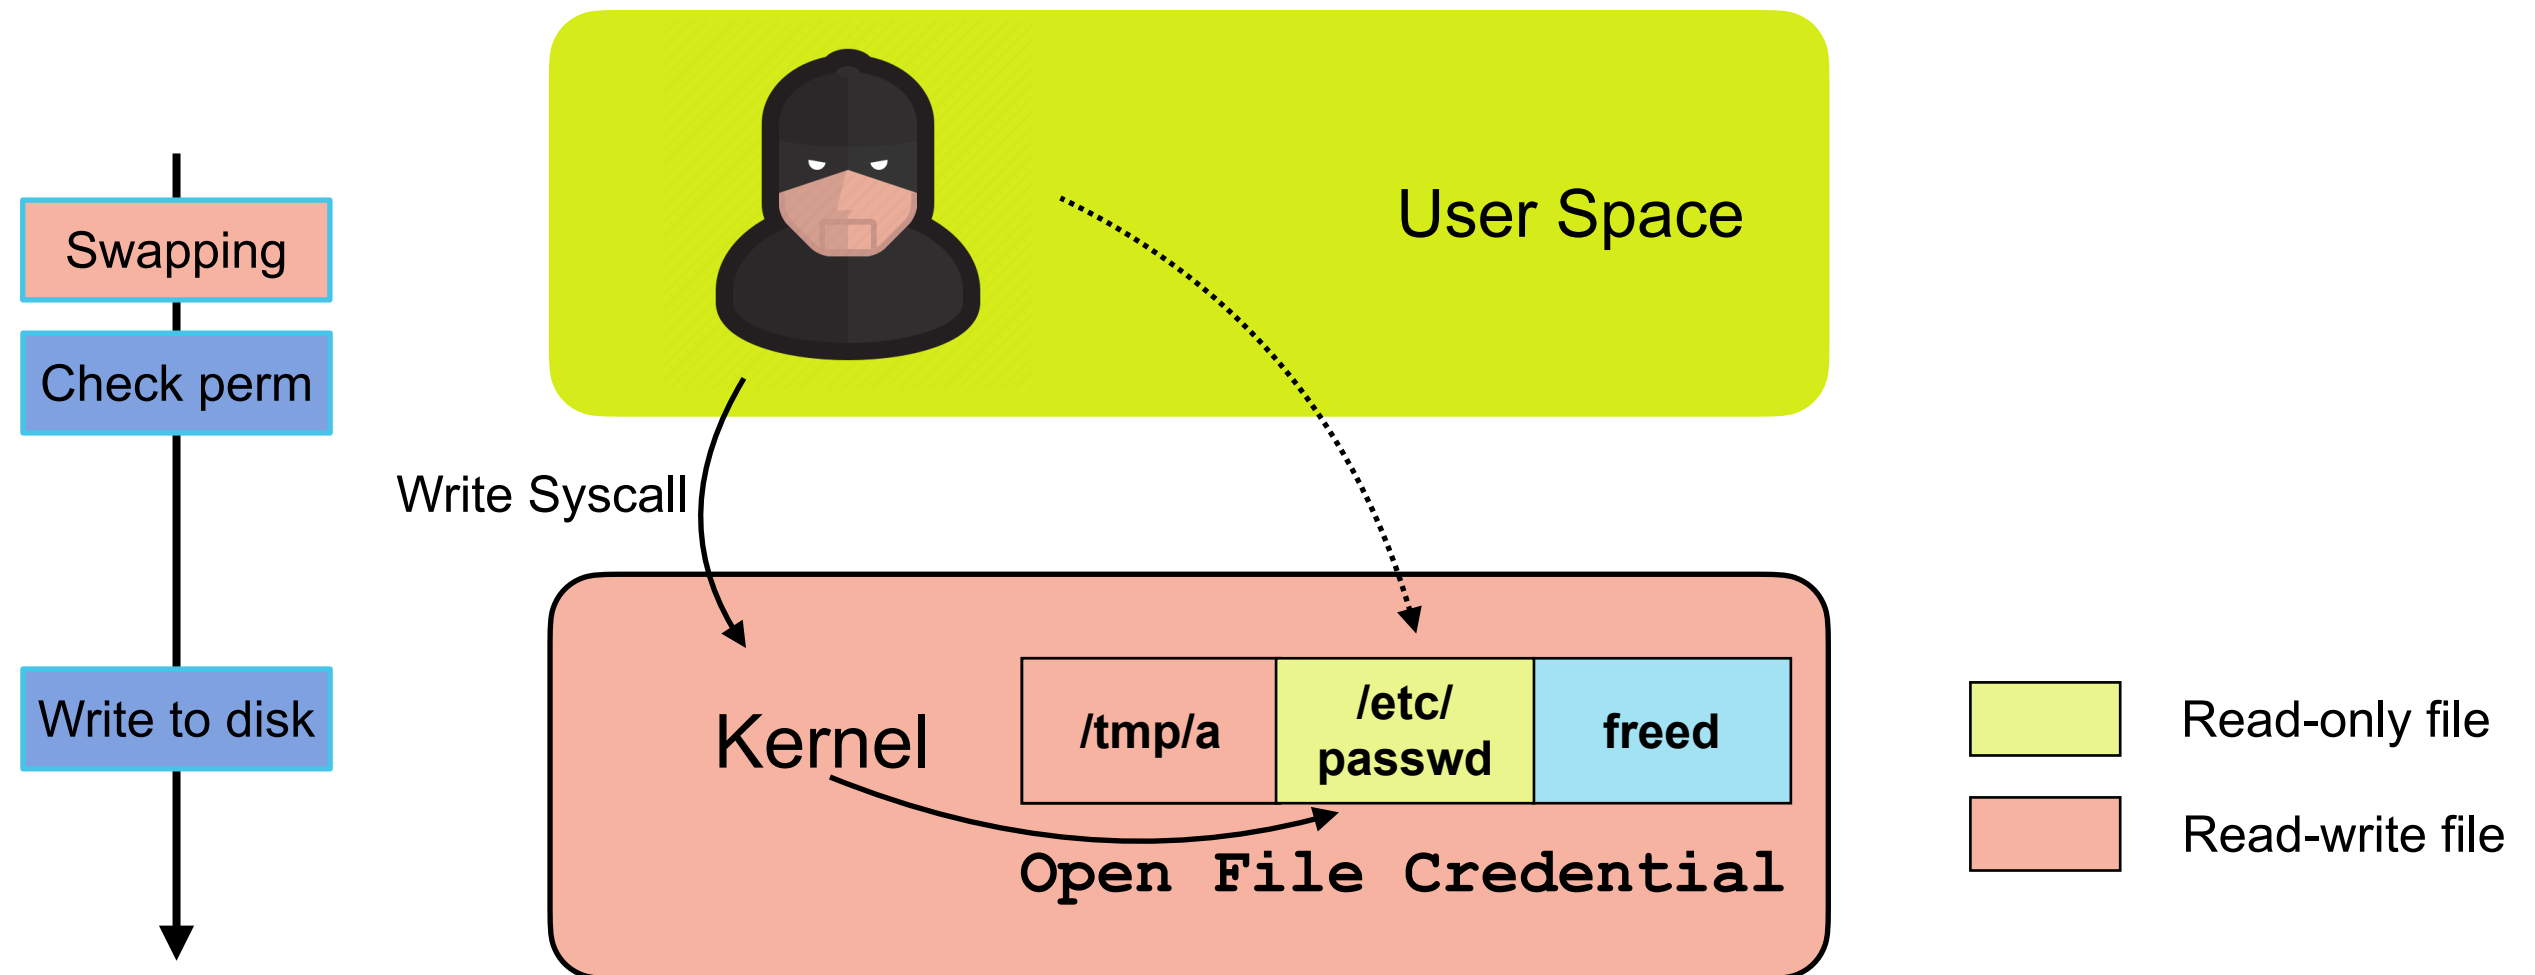 User Space
Swapping
Check perm
Write Syscall
Write to disk
Kernel
/tmp/a
/etc/
passwd
freed
Open File Credential
Read-only file
Read-write file